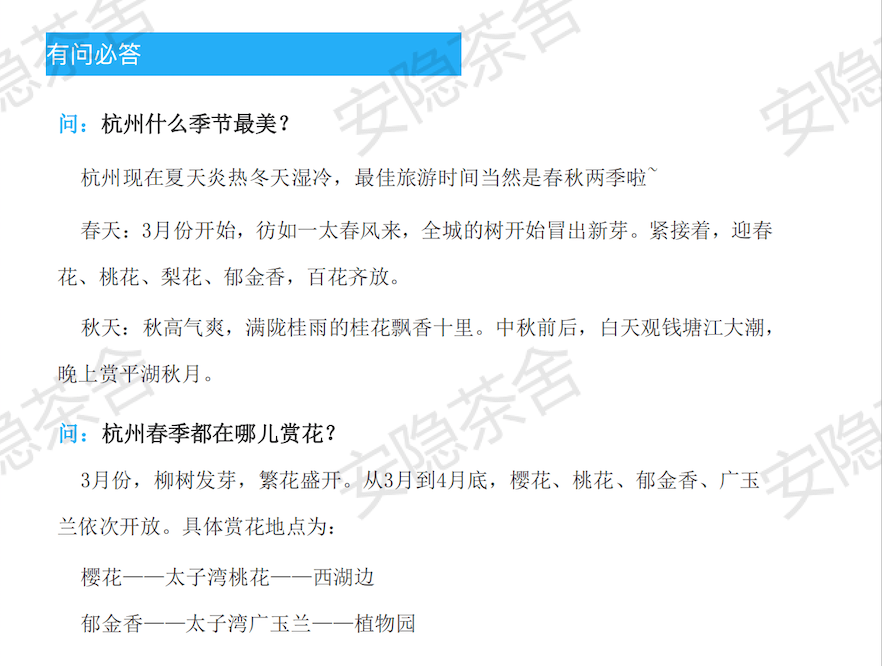 有问必答
问：杭州什么季节最美？
杭州现在夏天炎热冬天湿冷，最佳旅游时间当然是春秋两季啦~
春天：3月份开始，彷如一太春风来，全城的树开始冒出新芽。紧接着，迎春
花、桃花、梨花、郁金香，百花齐放。
秋天：秋高气爽，满陇桂雨的桂花飘香十里。中秋前后，白天观钱塘江大潮，
晚上赏平湖秋月。
问：杭州春季都在哪儿赏花？
3月份，柳树发芽，繁花盛开。从3月到4月底，樱花、桃花、郁金香、广玉
兰依次开放。具体赏花地点为：
樱花——太子湾桃花——西湖边
郁金香——太子湾广玉兰——植物园
安隐茶舍
安隐茶舍